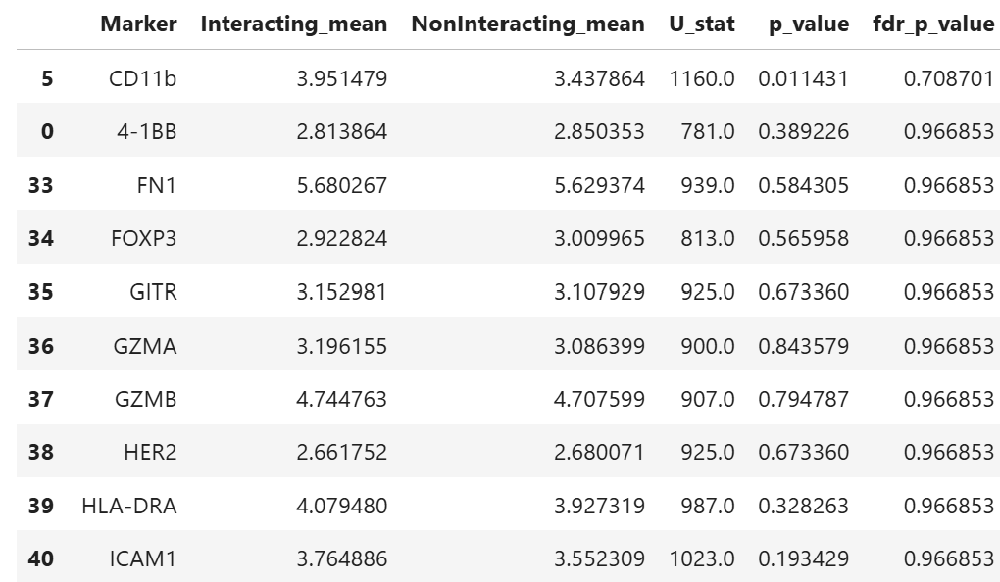 Marker Interacting_mean NonInteracting_mean U_stat p_value fdr_p_value
5 CD11b 3.951479 3.437864 1160.0 0.011431 0.708701
0 4-1BB 2.813864 2.850353 781.0 0.389226 0.966853
33 FN1 5.680267 5.629374 939.0 0.584305 0.966853
34 FOXP3 2.922824 3.009965 813.0 0.565958 0.966853
35 GITR 3.152981 3.107929 925.0 0.673360 0.966853
36 GZMA 3.196155 3.086399 900.0 0.843579 0.966853
37 GZMB 4.744763 4.707599 907.0 0.794787 0.966853
38 HER2 2.661752 2.680071 925.0 0.673360 0.966853
39 HLA-DRA 4.079480 3.927319 987.0 0.328263 0.966853
40 ICAM1 3.764886 3.552309 1023.0 0.193429 0.966853